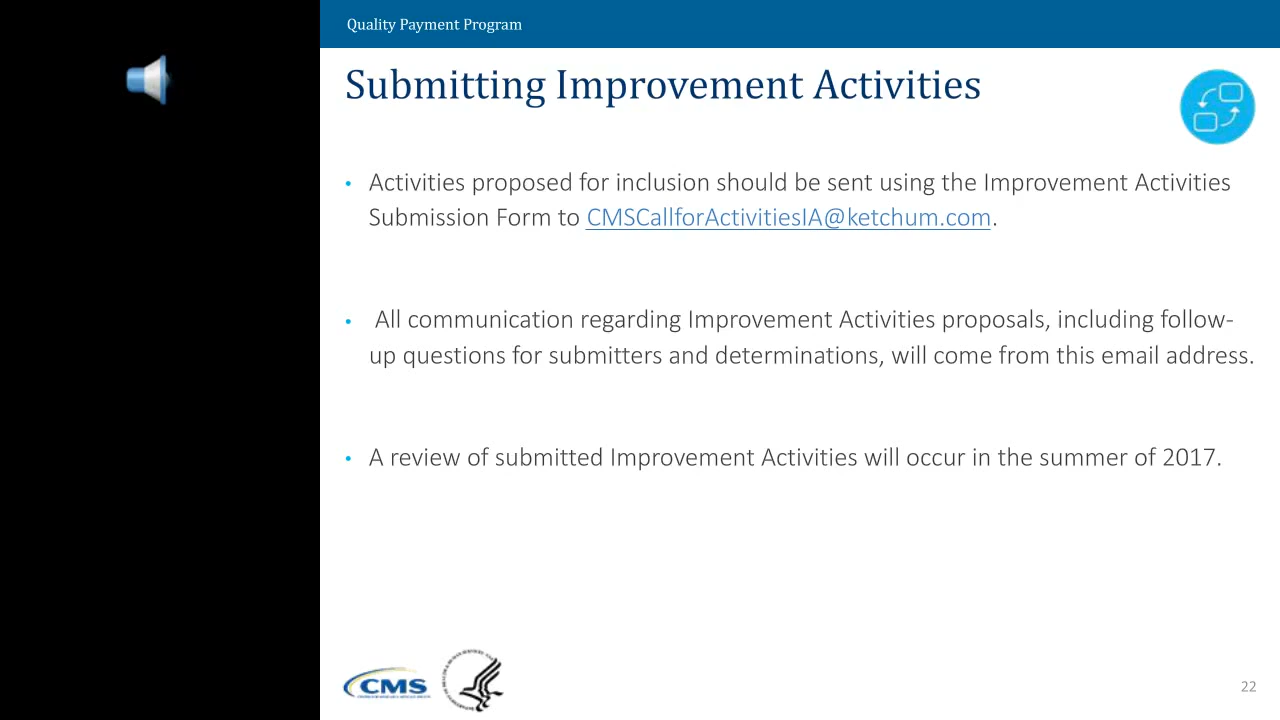 Quality Payment Program
Submitting Improvement Activities
• Activities proposed for inclusion should be sent using the Improvement Activities
Submission Form to CMSCallforActivitiesIA@ketchum.com.
• All communication regarding Improvement Activities proposals, including follow-
up questions for submitters and determinations, will come from this email address.
• A review of submitted Improvement Activities will occur in the summer of 2017.
CMS
22